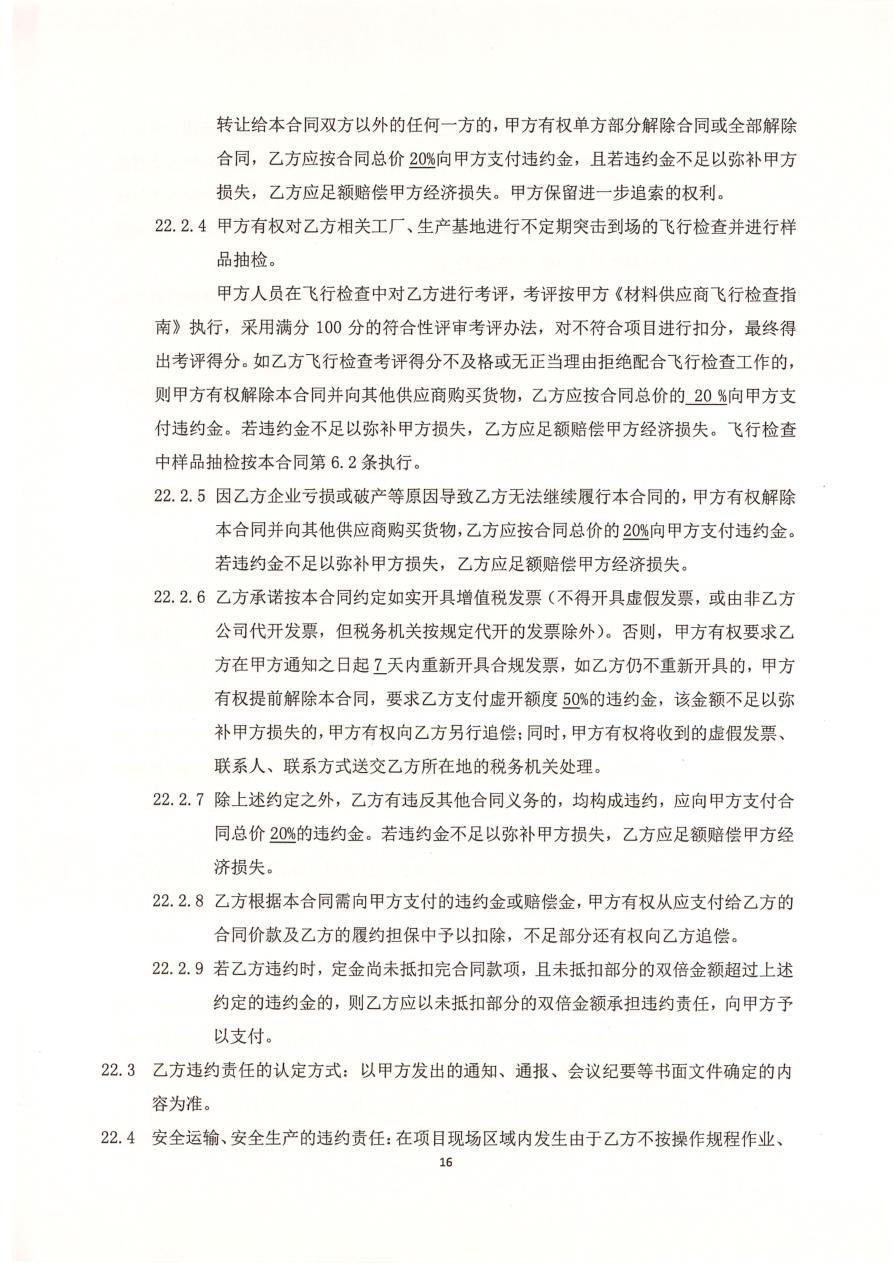 转让给本合同双方以外的任何一方的，甲方有权单方部分解除合同或全部解除
合同，乙方应按合同总价 20%向甲方支付违约金，且若违约金不足以弥补甲方
损失，乙方应足额赔偿甲方经济损失。甲方保留进一步追索的权利。
22.2.4 甲方有权对乙方相关工厂、生产基地进行不定期突击到场的飞行检查并进行样
品抽检。
甲方人员在飞行检查中对乙方进行考评，考评按甲方《材料供应商飞行检查指
南》执行，采用满分 100 分的符合性评审考评办法，对不符合项目进行扣分，最终得
出考评得分。如乙方飞行检查考评得分不及格或无正当理由拒绝配合飞行检查工作的，
则甲方有权解除本合同并向其他供应商购买货物，乙方应按合同总价的 20 %向甲方支
付违约金。若违约金不足以弥补甲方损失，乙方应足额赔偿甲方经济损失。飞行检查
中样品抽检按本合同第 6.2 条执行。
22.2.5 因乙方企业亏损或破产等原因导致乙方无法继续履行本合同的，甲方有权解除
本合同并向其他供应商购买货物，乙方应按合同总价的 20%向甲方支付违约金。
若违约金不足以弥补甲方损失，乙方应足额赔偿甲方经济损失。
22.2.6 乙方承诺按本合同约定如实开具增值税发票（不得开具虚假发票，或由非乙方
公司代开发票，但税务机关按规定代开的发票除外）。否则，甲方有权要求乙
方在甲方通知之日起 7 天内重新开具合规发票，如乙方仍不重新开具的，甲方
有权提前解除本合同，要求乙方支付虚开额度 50%的违约金，该金额不足以弥
补甲方损失的，甲方有权向乙方另行追偿；同时，甲方有权将收到的虚假发票、
联系人、联系方式送交乙方所在地的税务机关处理。
22.2.7 除上述约定之外，乙方有违反其他合同义务的，均构成违约，应向甲方支付合
同总价 20%的违约金。若违约金不足以弥补甲方损失，乙方应足额赔偿甲方经
济损失。
22.2.8 乙方根据本合同需向甲方支付的违约金或赔偿金，甲方有权从应支付给乙方的
合同价款及乙方的履约担保中予以扣除，不足部分还有权向乙方追偿。
22.2.9 若乙方违约时，定金尚未抵扣完合同款项，且未抵扣部分的双倍金额超过上述
约定的违约金的，则乙方应以未抵扣部分的双倍金额承担违约责任，向甲方予
以支付。
22.3 乙方违约责任的认定方式：以甲方发出的通知、通报、会议纪要等书面文件确定的内
容为准。
22.4 安全运输、安全生产的违约责任：在项目现场区域内发生由于乙方不按操作规程作业、
16